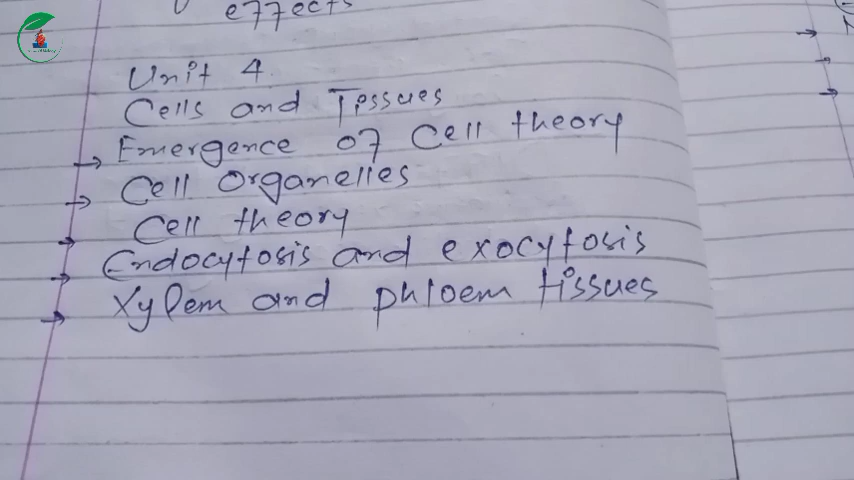 effects
Unit 4
Cells and Tissues
→ Emergence of Cell theory
→ Cell Organelles
→ Cell theory
→ Endocytosis and exocytosis
→ Xylem and phloem tissues